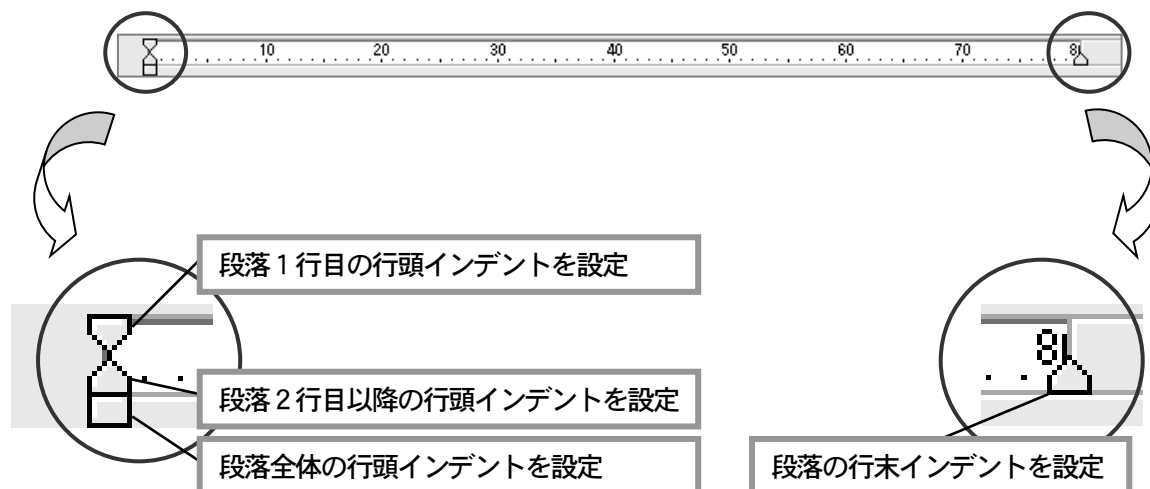 10 20 30 40 50 60 70 8
段落1行目の行頭インデントを設定
8
段落2行目以降の行頭インデントを設定
段落全体の行頭インデントを設定
段落の行末インデントを設定